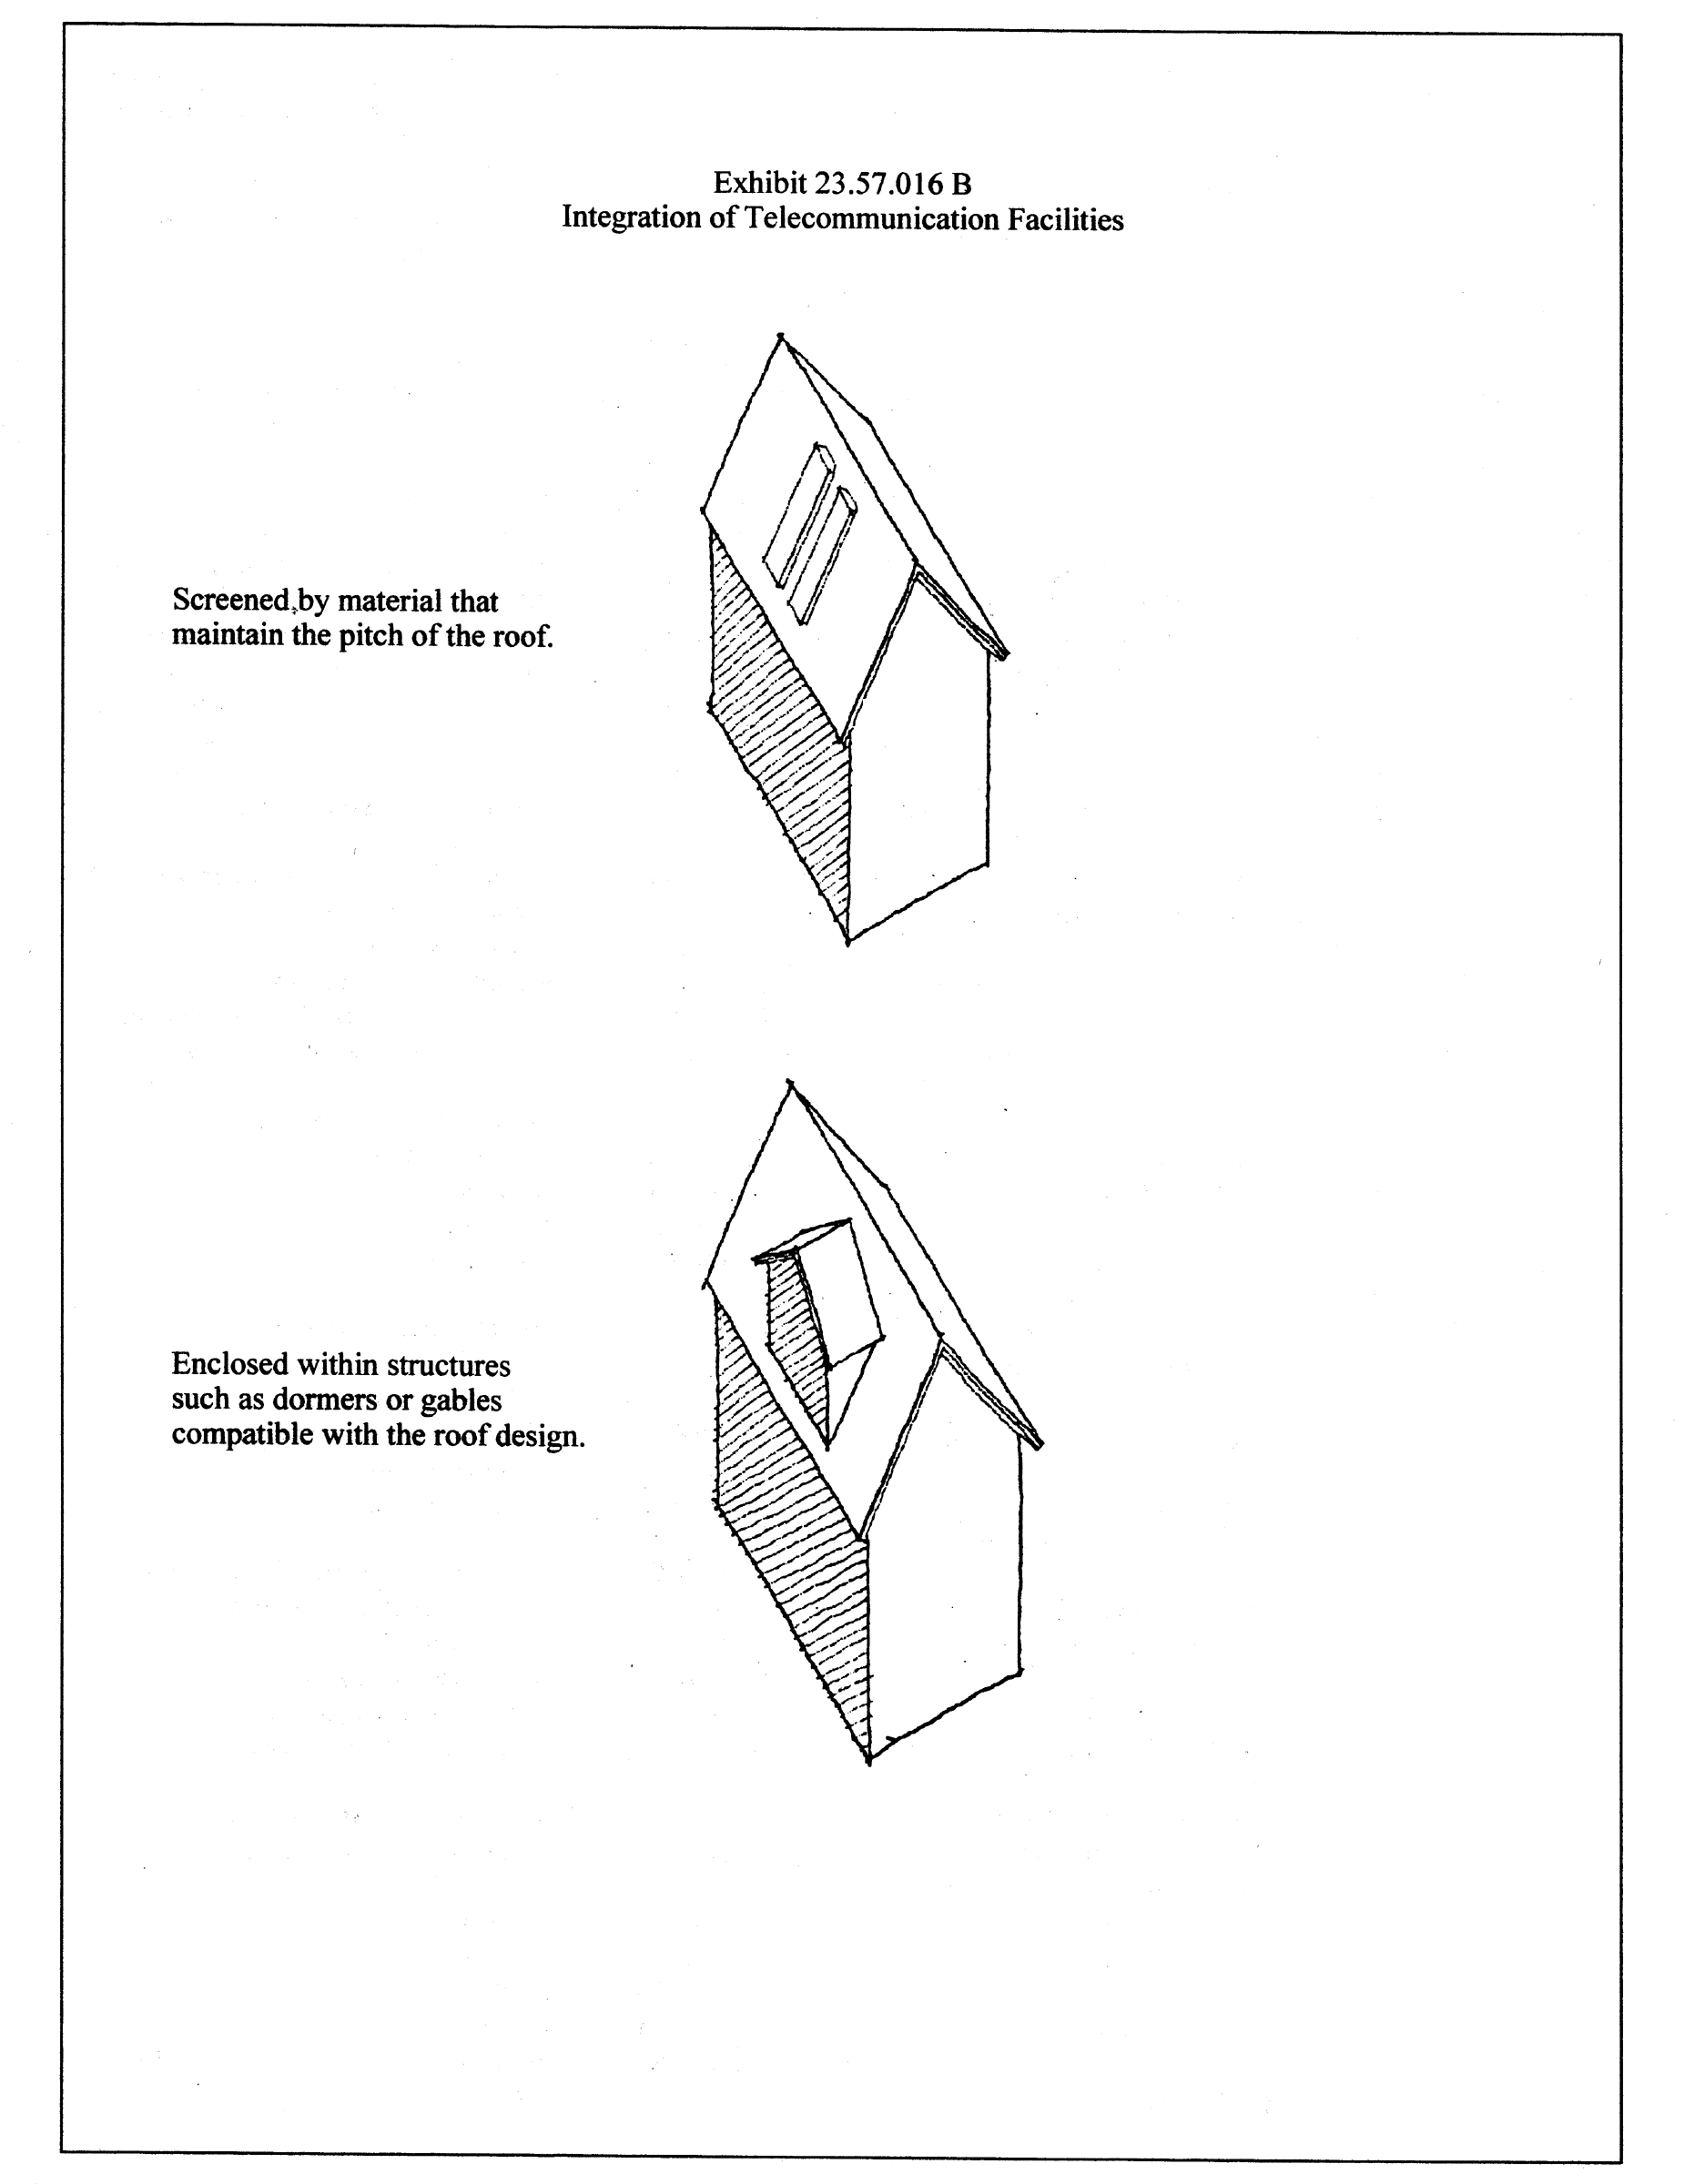 Exhibit 23.57.016 B
Integration of Telecommunication Facilities
Screened by material that
maintain the pitch of the roof.
Enclosed within structures
such as dormers or gables
compatible with the roof design.